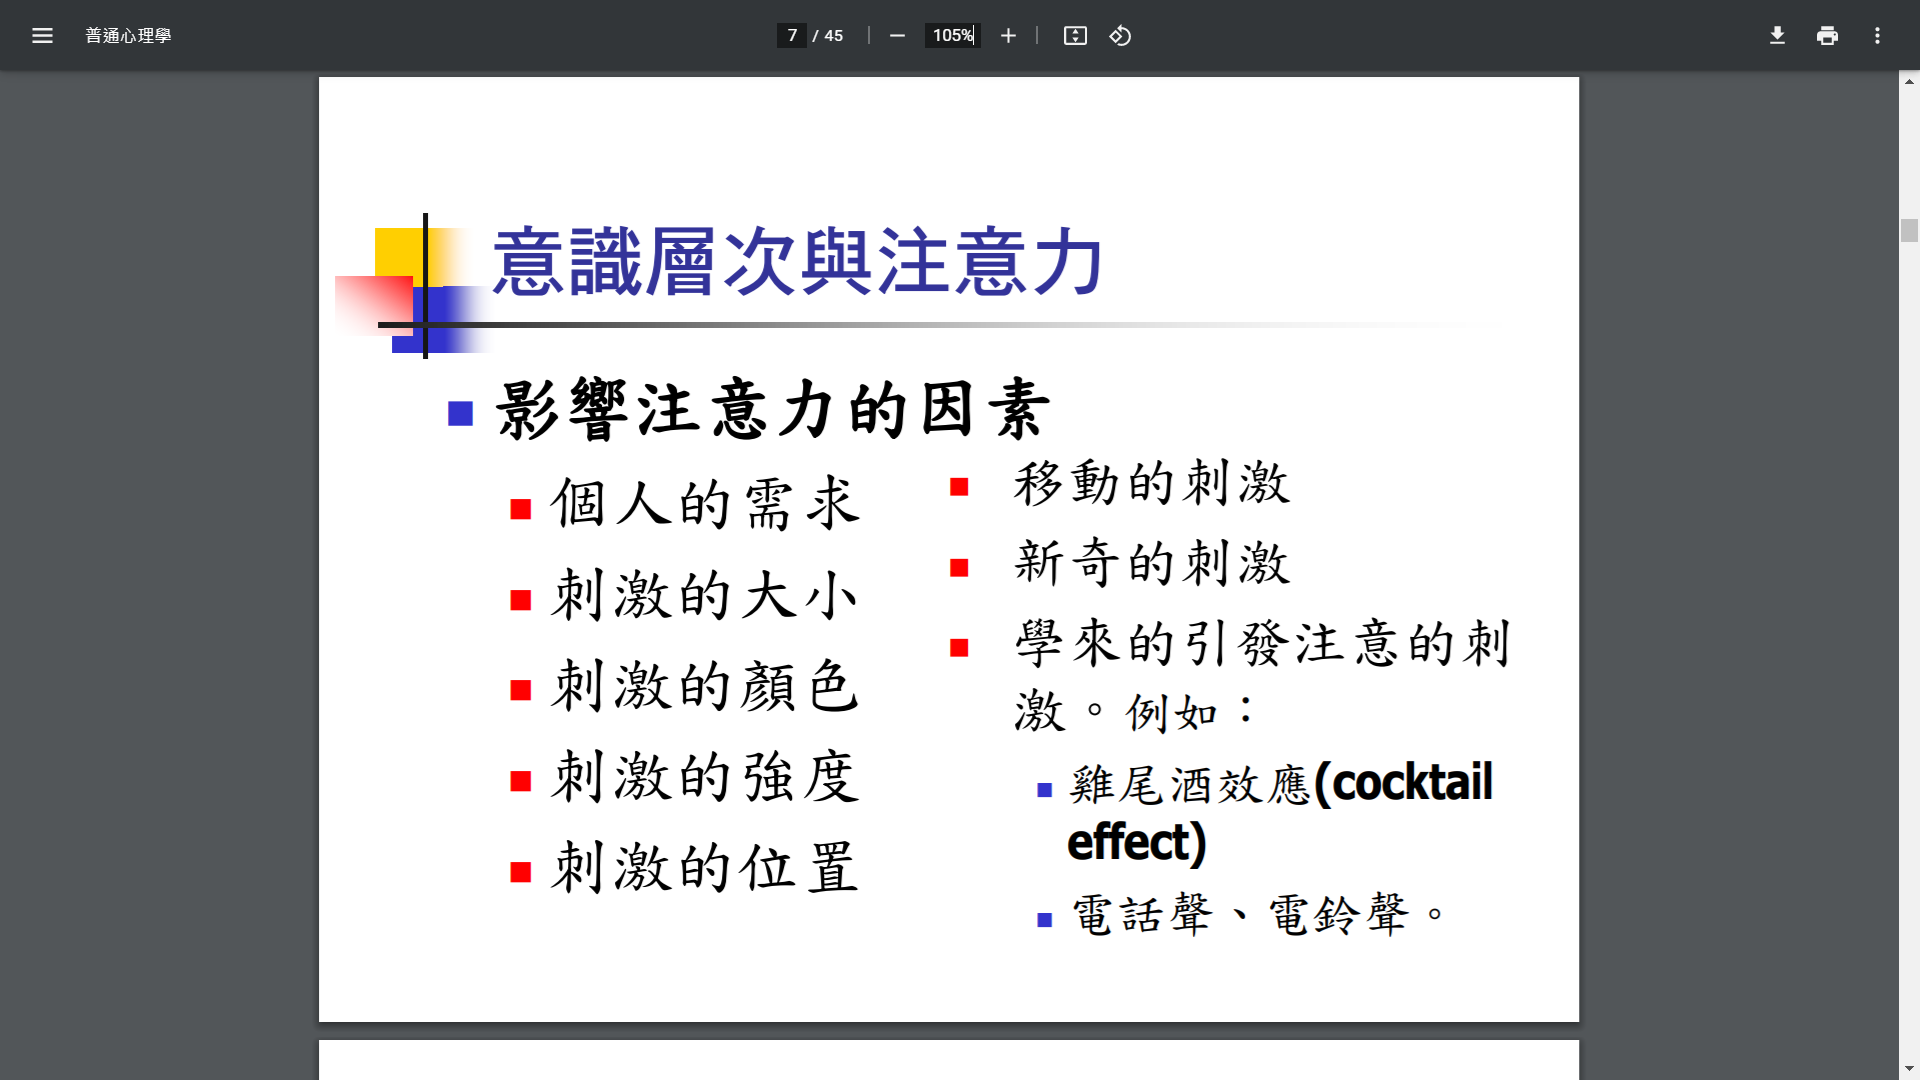 普通心理學
7 / 45
105%
意識層次與注意力
影響注意力的因素
個人的需求
刺激的大小
刺激的顏色
刺激的強度
刺激的位置
移動的刺激
新奇的刺激
學來的引發注意的刺
激。例如：
雞尾酒效應(cocktail
effect)
電話聲、電鈴聲。